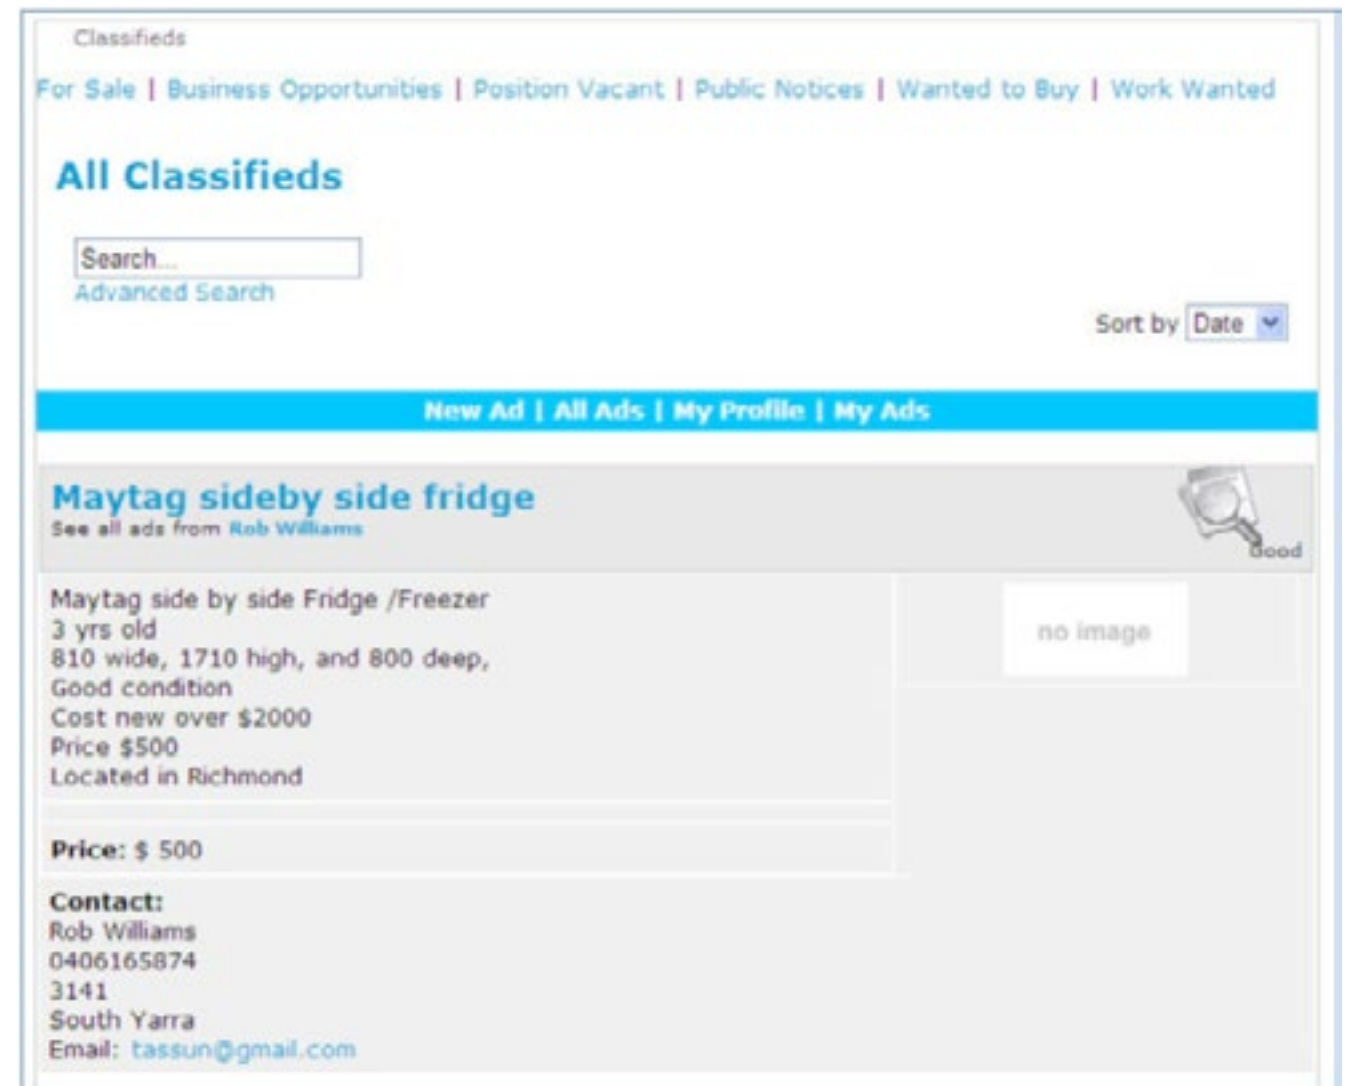 Classifieds
For Sale | Business Opportunities | Position Vacant | Public Notices | Wanted to Buy | Work Wanted
All Classifieds
Search...
Advanced Search
Sort by Date
New Ad | All Ads | My Profile | My Ads
Maytag sideby side fridge
See all ads from Rob Williams
Good
Maytag side by side Fridge /Freezer
3 yrs old
810 wide, 1710 high, and 800 deep,
Good condition
Cost new over $2000
Price $500
Located in Richmond
no image
Price: $ 500
Contact:
Rob Williams
0406165874
3141
South Yarra
Email: tassun@gmail.com